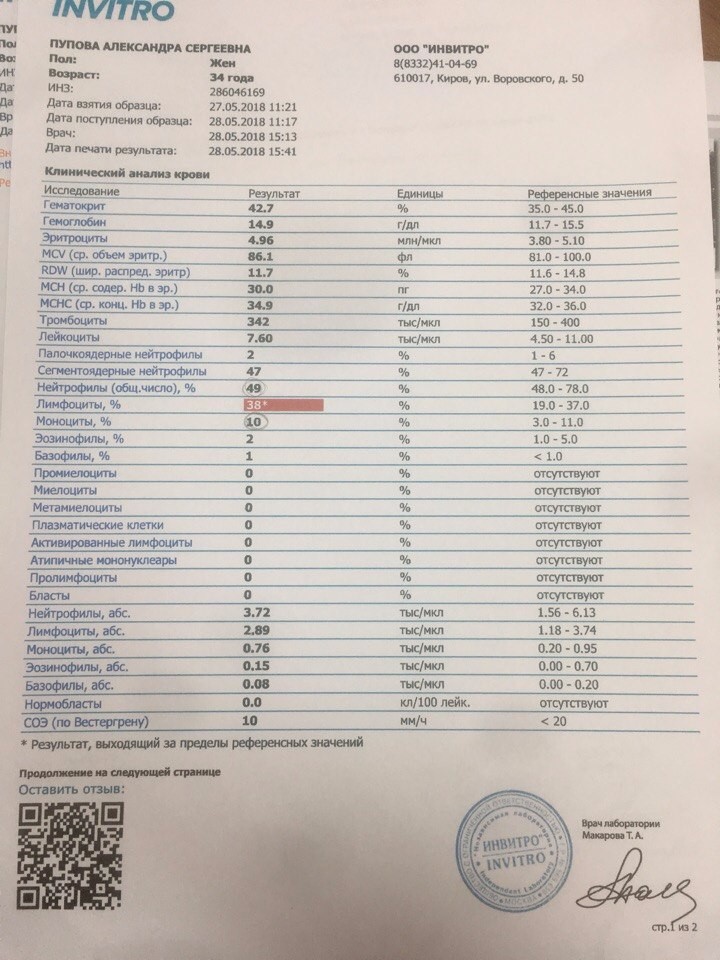 INVITRO
ПУПОВА АЛЕКСАНДРА СЕРГЕЕВНА
Пол: Жен
Возраст: 34 года
ИНЗ: 286046169
Дата взятия образца: 27.05.2018 11:21
Дата поступления образца: 28.05.2018 11:17
Врач: 28.05.2018 15:13
Дата печати результата: 28.05.2018 15:41
ООО "ИНВИТРО"
8(8332)41-04-69
610017, Киров, ул. Воровского, д. 50
Клинический анализ крови
Исследование Результат Единицы Референсные значения
Гематокрит 42.7 % 35.0 - 45.0
Гемоглобин 14.9 г/дл 11.7 - 15.5
Эритроциты 4.96 млн/мкл 3.80 - 5.10
MCV (ср. объем эритр.) 86.1 фл 81.0 - 100.0
RDW (шир. распред. эритр) 11.7 % 11.6 - 14.8
MCH (ср. содер. Hb в эр.) 30.0 пг 27.0 - 34.0
MCHC (ср. конц. Hb в эр.) 34.9 г/дл 32.0 - 36.0
Тромбоциты 342 тыс/мкл 150 - 400
Лейкоциты 7.60 тыс/мкл 4.50 - 11.00
Палочкоядерные нейтрофилы 2 % 1 - 6
Сегментоядерные нейтрофилы 47 % 47 - 72
Нейтрофилы (общ.число), % 49 % 48.0 - 78.0
Лимфоциты, % 38* % 19.0 - 37.0
Моноциты, % 10 % 3.0 - 11.0
Эозинофилы, % 2 % 1.0 - 5.0
Базофилы, % 1 % < 1.0
Промиелоциты 0 % отсутствуют
Миелоциты 0 % отсутствуют
Метамиелоциты 0 % отсутствуют
Плазматические клетки 0 % отсутствуют
Активированные лимфоциты 0 % отсутствуют
Атипичные мононуклеары 0 % отсутствуют
Пролимфоциты 0 % отсутствуют
Бласты 0 % отсутствуют
Нейтрофилы, абс. 3.72 тыс/мкл 1.56 - 6.13
Лимфоциты, абс. 2.89 тыс/мкл 1.18 - 3.74
Моноциты, абс. 0.76 тыс/мкл 0.20 - 0.95
Эозинофилы, абс. 0.15 тыс/мкл 0.00 - 0.70
Базофилы, абс. 0.08 тыс/мкл 0.00 - 0.20
Нормобласты 0.0 кл/100 лейк. отсутствуют
СОЭ (по Вестергрену) 10 мм/ч < 20
* Результат, выходящий за пределы референсных значений
Продолжение на следующей странице
Оставить отзыв:
Независимая лаборатория
"ИНВИТРО"
INVITRO
Independent Laboratory
МОСКВА
Врач лаборатории
Макарова Т. А.
стр.1 из 2